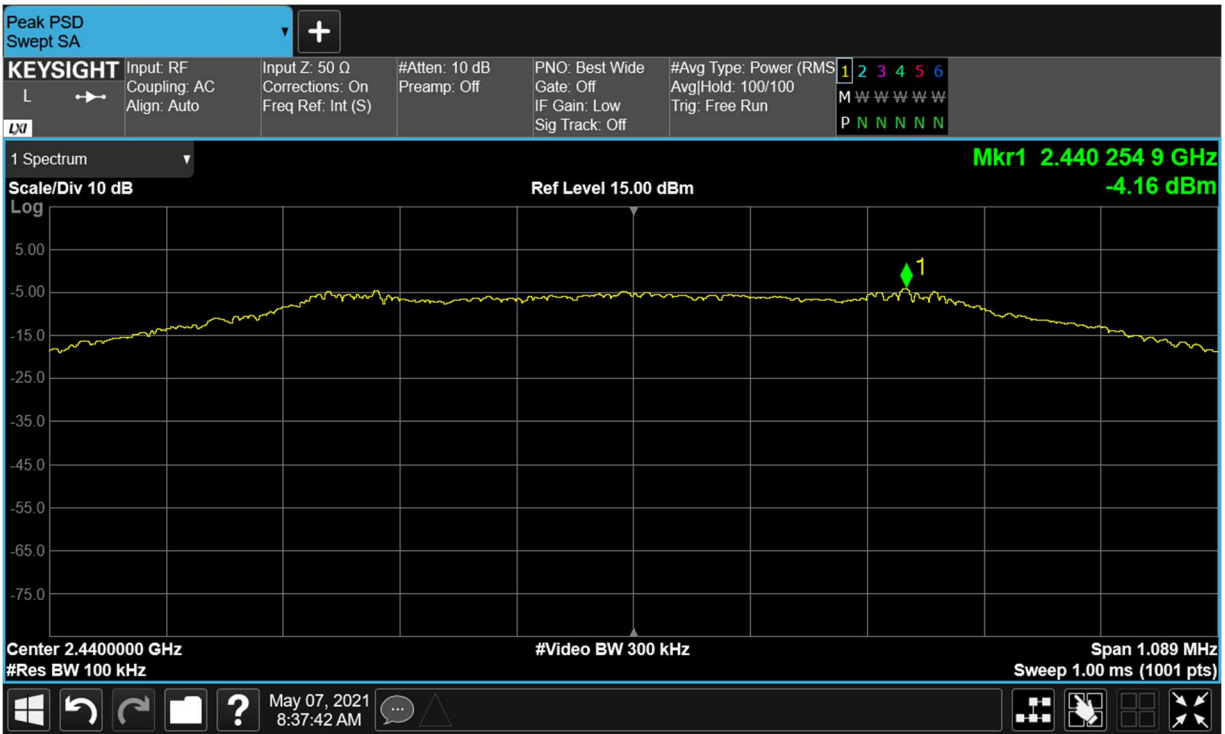 Peak PSD
Swept SA
KEYSIGHT
L
LXI
Input: RF
Coupling: AC
Align: Auto
Input Z: 50 Ω
Corrections: On
Freq Ref: Int (S)
#Atten: 10 dB
Preamp: Off
PNO: Best Wide
Gate: Off
IF Gain: Low
Sig Track: Off
#Avg Type: Power (RMS
Avg|Hold: 100/100
Trig: Free Run
1 2 3 4 5 6
M W W W W W
P N N N N N
1 Spectrum
Mkr1 2.440 254 9 GHz
Scale/Div 10 dB
Ref Level 15.00 dBm
-4.16 dBm
Log
5.00
1
-5.00
-15.0
-25.0
-35.0
-45.0
-55.0
-65.0
-75.0
Center 2.4400000 GHz
#Video BW 300 kHz
Span 1.089 MHz
#Res BW 100 kHz
Sweep 1.00 ms (1001 pts)
?
May 07, 2021
8:37:42 AM